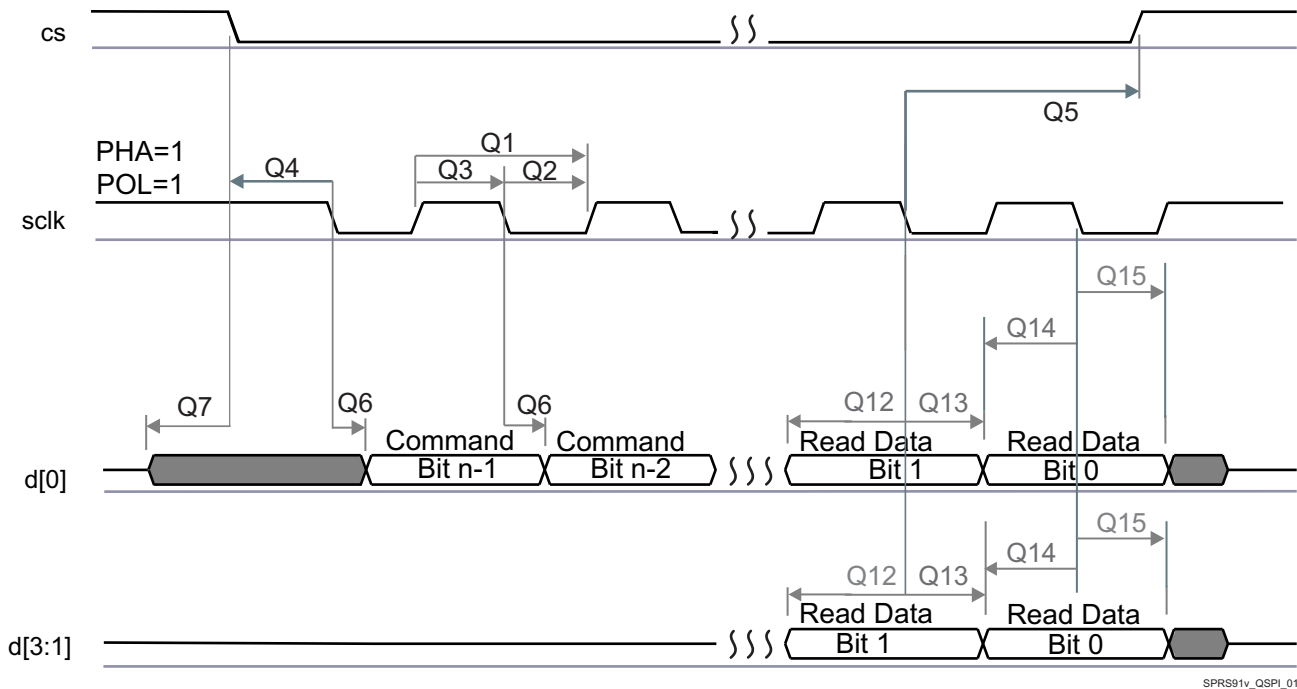 cs
Q5
PHA=1
POL=1
Q4
Q1
Q3
Q2
sclk
Q15
Q14
Q7
Q6
Q6
Q12
Q13
Command
Command
Read Data
Read Data
d[0]
Bit n-1
Bit n-2
Bit 1
Bit 0
Q15
Q14
Q12
Q13
Read Data
Read Data
d[3:1]
Bit 1
Bit 0
SPRS91v_QSPI_01